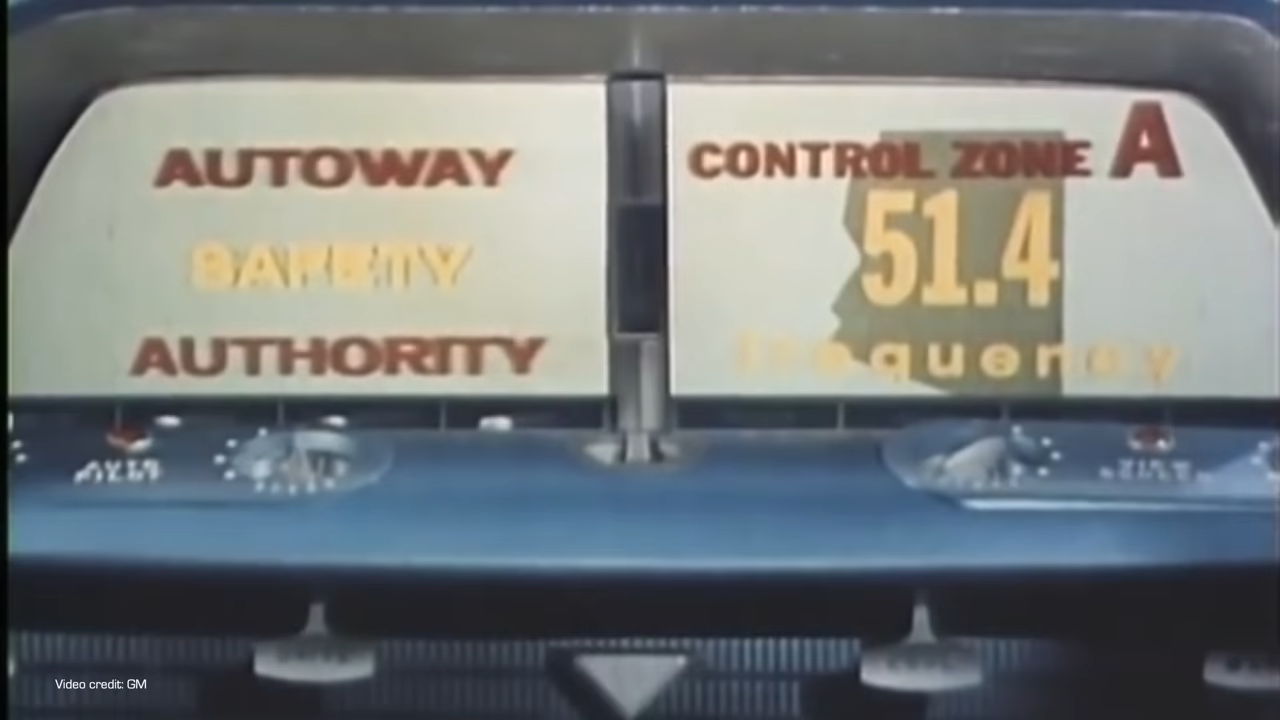 AUTOWAY
SAFETY
AUTHORITY
CONTROL ZONE A
51.4
frequency
Video credit: GM